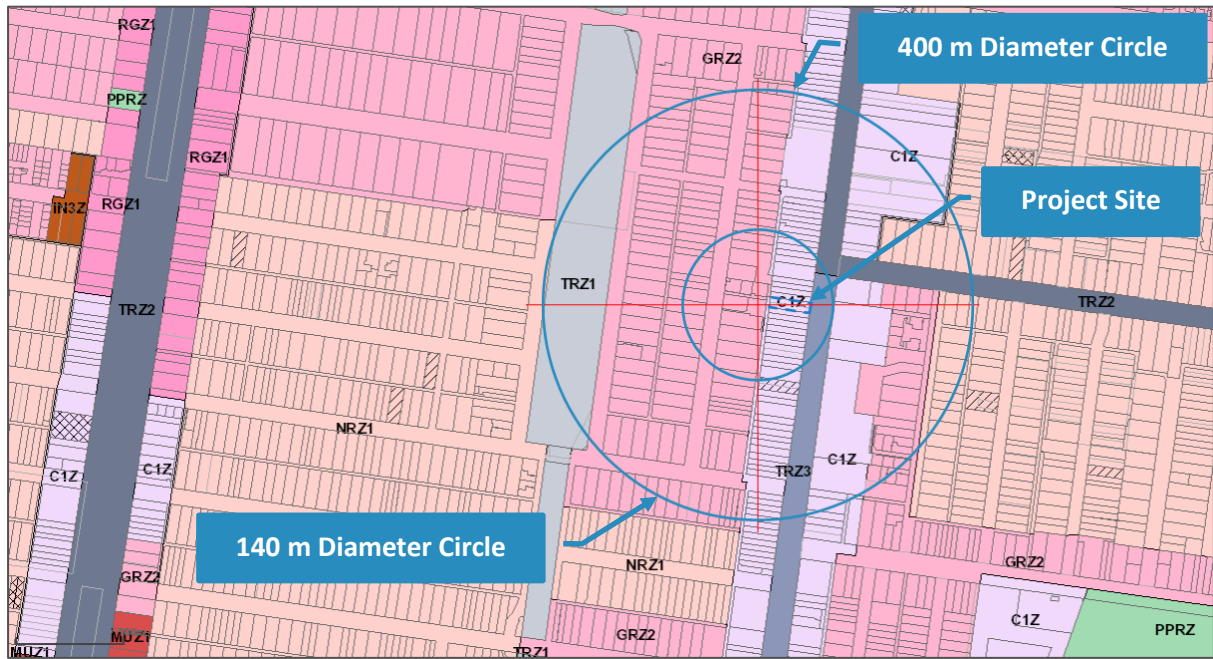 RGZ1
400 m Diameter Circle
GRZ2
PPRZ
RGZ1
C1Z
IN3Z
RGZ1
Project Site
TRZ1
TRZ2
C1Z
TRZ2
NRZ1
C1Z
C1Z
C1Z
TRZ3
140 m Diameter Circle
GRZ2
NRZ1
GRZ2
MUZ1
GRZ2
C1Z
PPRZ
MUZ1
TRZ1